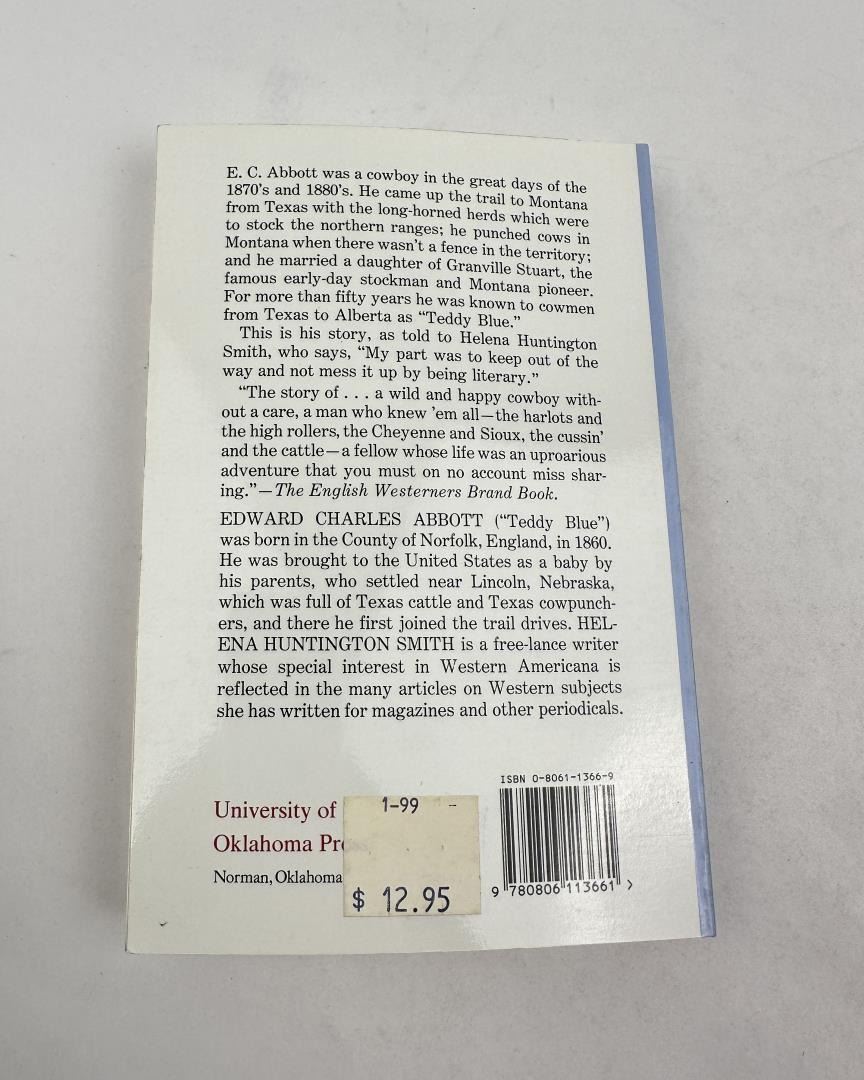 E. C. Abbott was a cowboy in the great days of the
1870's and 1880's. He came up the trail to Montana
from Texas with the long-horned herds which were
to stock the northern ranges; he punched cows in
Montana when there wasn't a fence in the territory;
and he married a daughter of Granville Stuart, the
famous early-day stockman and Montana pioneer.
For more than fifty years he was known to cowmen
from Texas to Alberta as “Teddy Blue.”
This is his story, as told to Helena Huntington
Smith, who says, “My part was to keep out of the
way and not mess it up by being literary.”
“The story of . . . a wild and happy cowboy with-
out a care, a man who knew 'em all—the harlots and
the high rollers, the Cheyenne and Sioux, the cussin'
and the cattle—a fellow whose life was an uproarious
adventure that you must on no account miss shar-
ing.”—The English Westerners Brand Book.
EDWARD CHARLES ABBOTT (“Teddy Blue”)
was born in the County of Norfolk, England, in 1860.
He was brought to the United States as a baby by
his parents, who settled near Lincoln, Nebraska,
which was full of Texas cattle and Texas cowpunch-
ers, and there he first joined the trail drives. HEL-
ENA HUNTINGTON SMITH is a free-lance writer
whose special interest in Western Americana is
reflected in the many articles on Western subjects
she has written for magazines and other periodicals.
University of
Oklahoma Press
Norman, Oklahoma
1-99 -
$ 12.95
ISBN 0-8061-1366-9
9 780806 113661 >